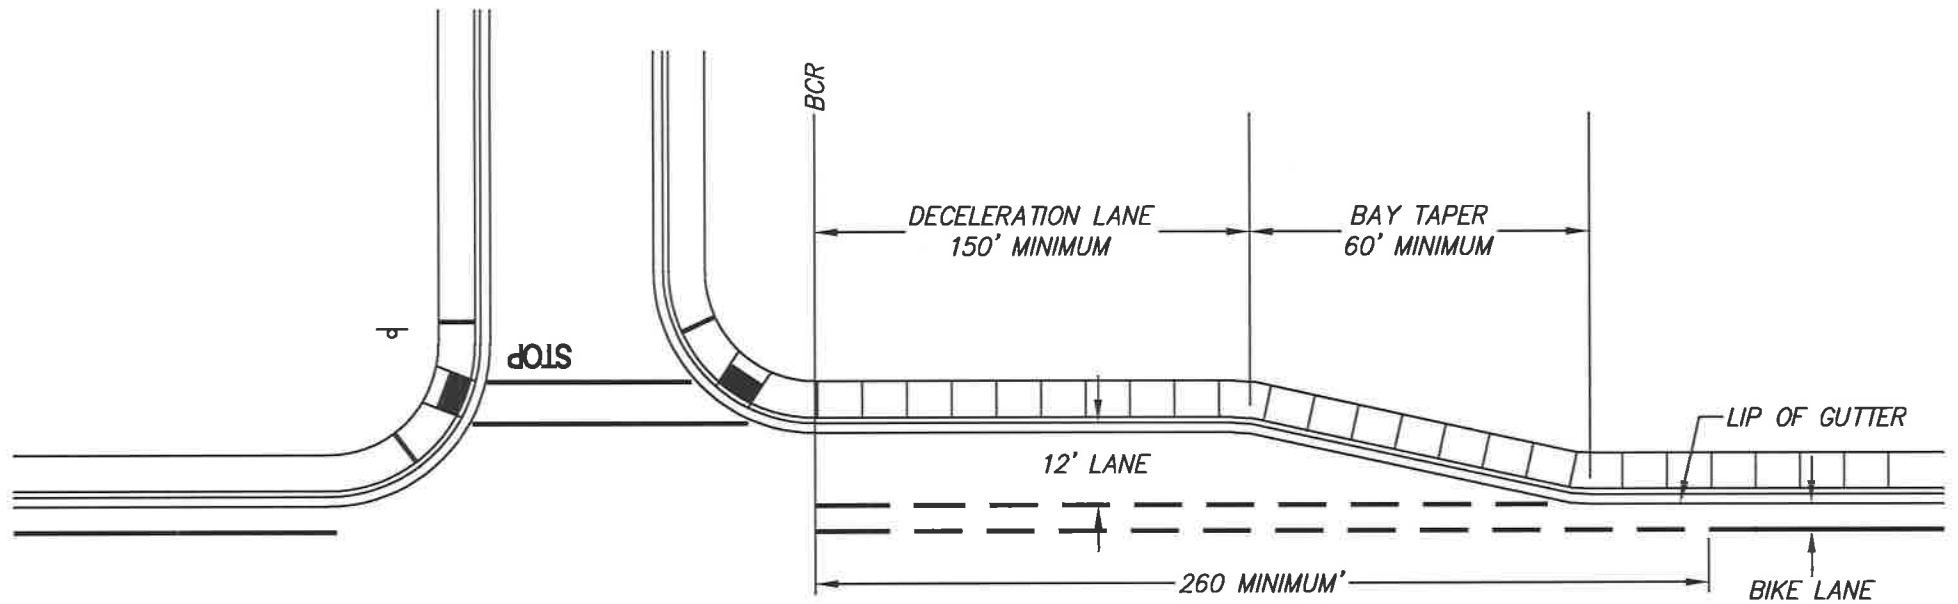 BCR
DECELERATION LANE
150' MINIMUM
BAY TAPER
60' MINIMUM
STOP
LIP OF GUTTER
12' LANE
260 MINIMUM'
BIKE LANE